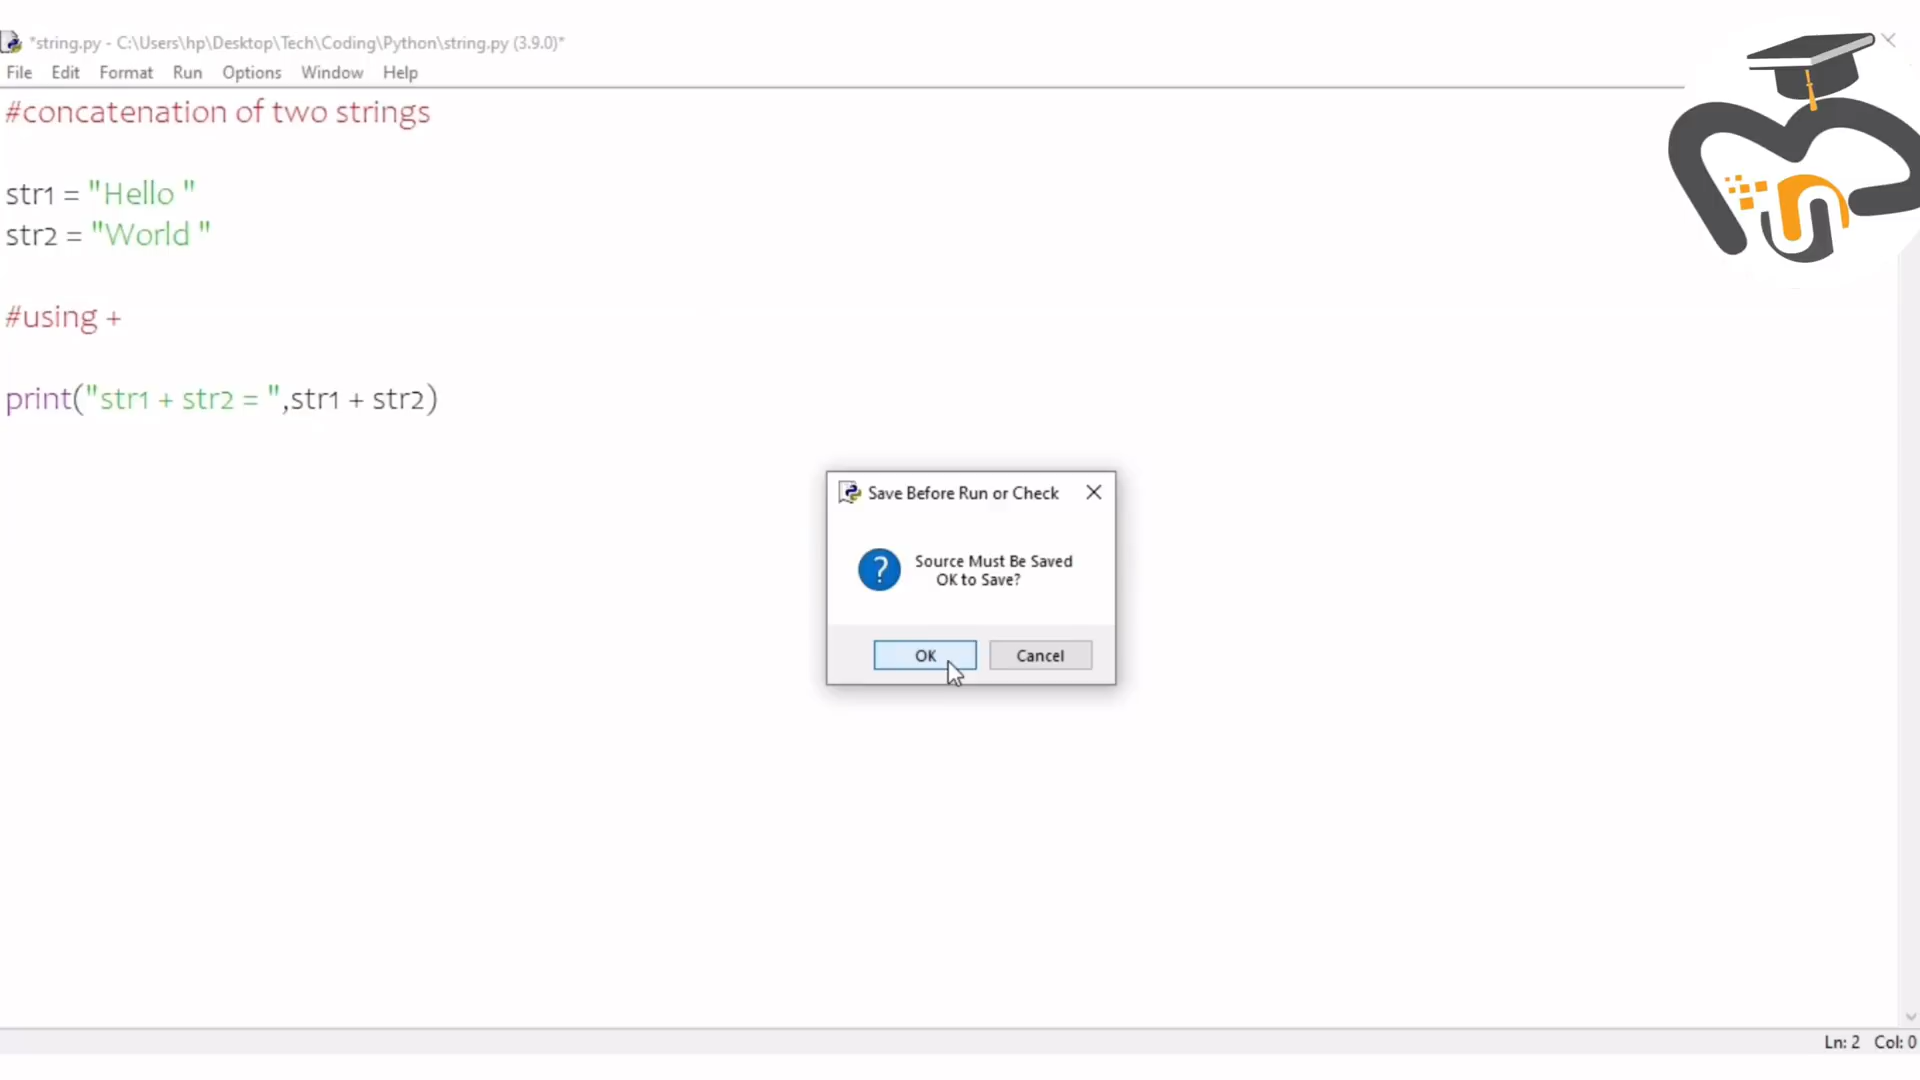 *string.py - C:\Users\hp\Desktop\Tech\Coding\Python\string.py (3.9.0)*
File Edit Format Run Options Window Help
#concatenation of two strings
str1 = "Hello "
str2 = "World "
#using +
print("str1 + str2 = ",str1 + str2)
Save Before Run or Check
Source Must Be Saved
OK to Save?
OK Cancel
Ln: 2 Col: 0